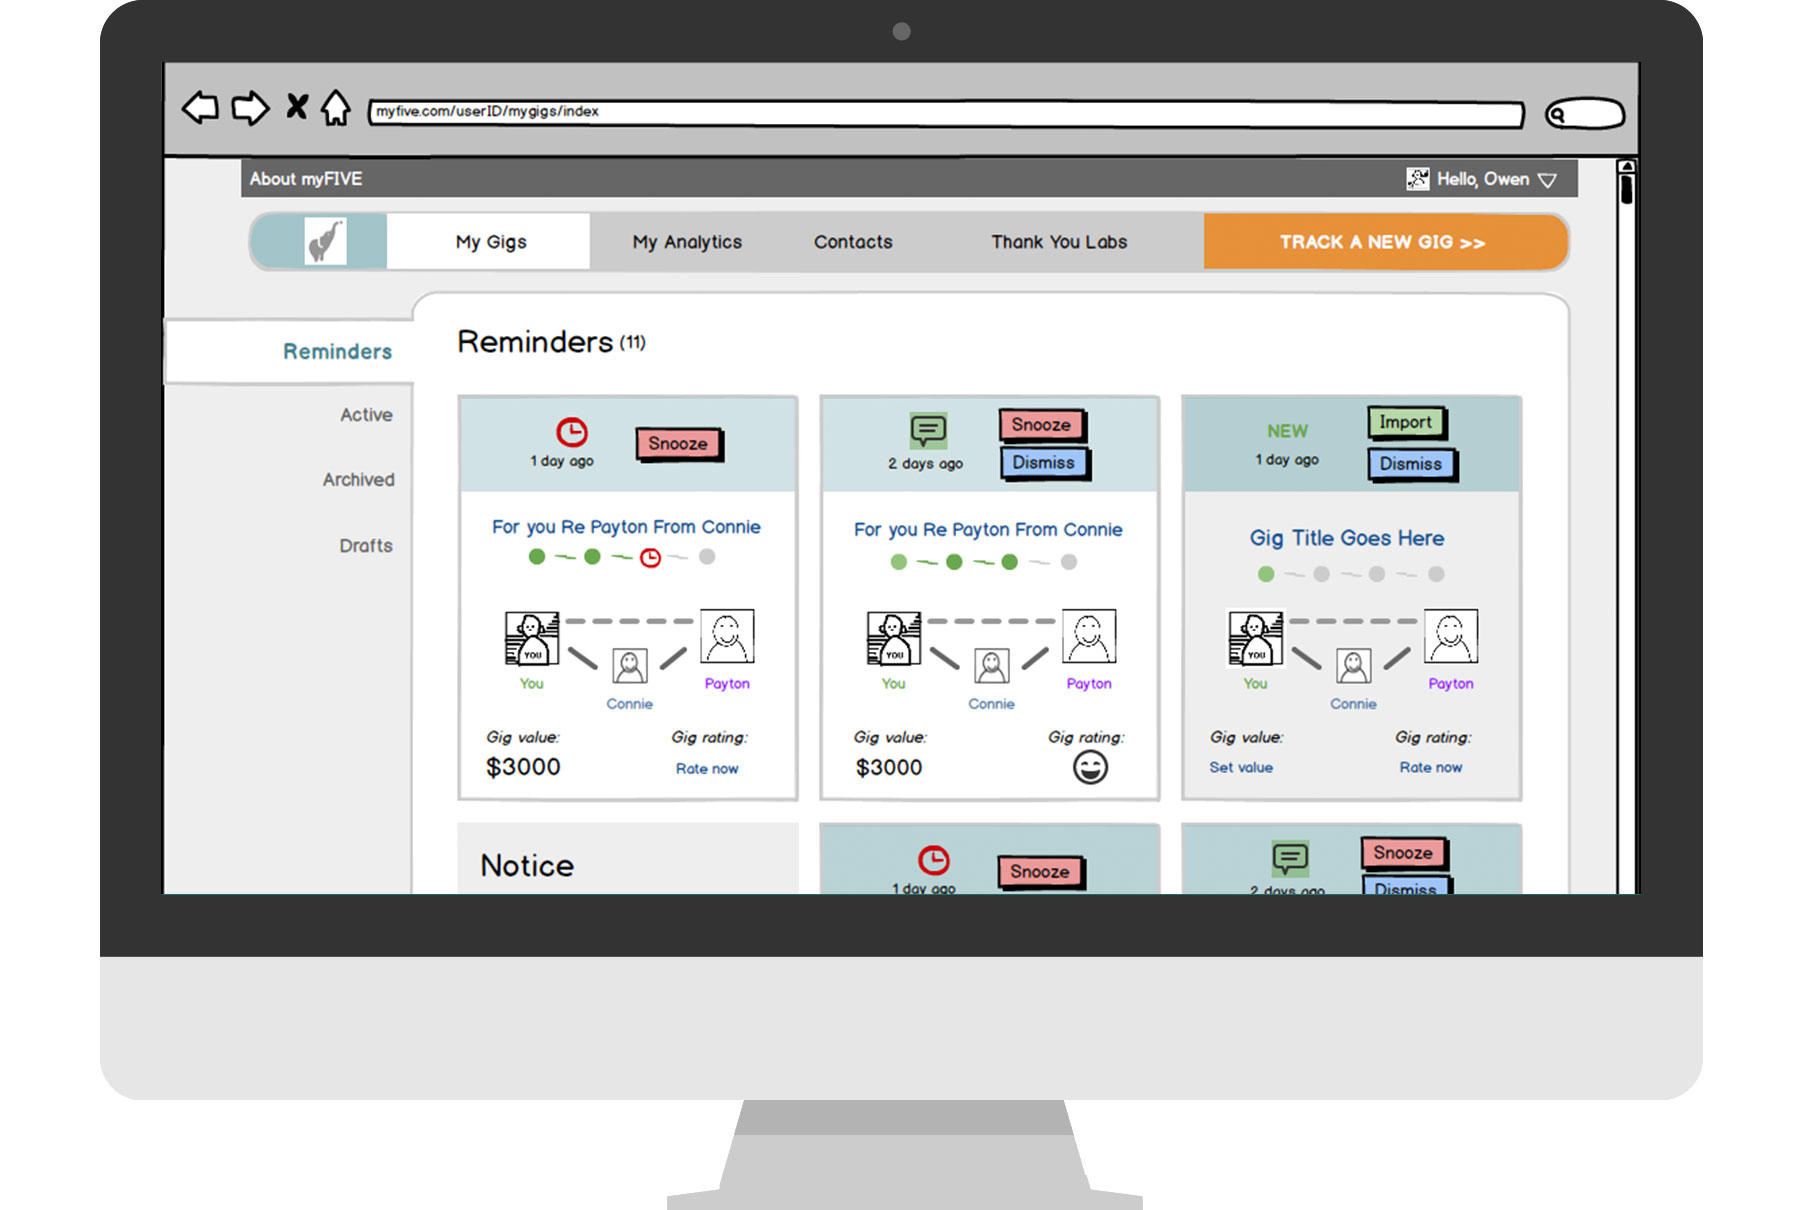 myfive.com/userID/mygigs/index
About myFIVE
Hello, Owen
My Gigs
My Analytics
Contacts
Thank You Labs
TRACK A NEW GIG >>
Reminders
Active
Archived
Drafts
Reminders (11)
1 day ago
Snooze
For you Re Payton From Connie
YOU
You
Connie
Payton
Gig value:
$3000
Gig rating:
Rate now
2 days ago
Snooze
Dismiss
For you Re Payton From Connie
YOU
You
Connie
Payton
Gig value:
$3000
Gig rating:
NEW
1 day ago
Import
Dismiss
Gig Title Goes Here
YOU
You
Connie
Payton
Gig value:
Set value
Gig rating:
Rate now
Notice
1 day ago
Snooze
2 days ago
Snooze
Dismiss